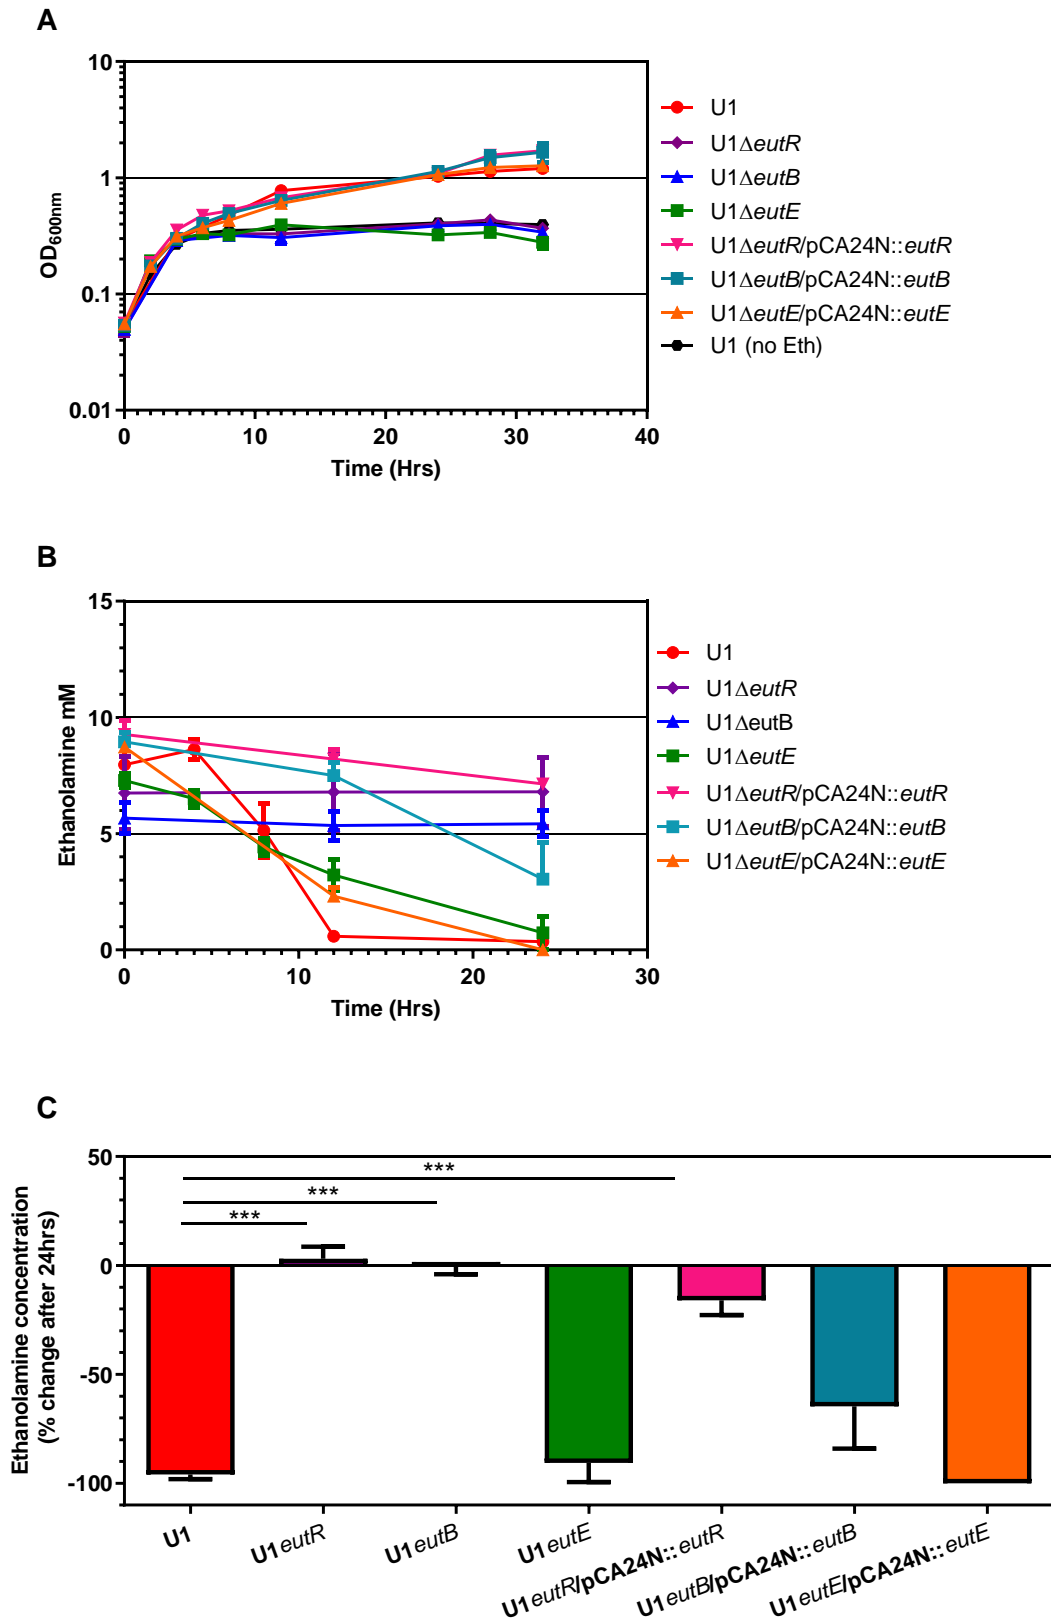 A
10
1
0.1
0.01
OD600nm
0
10
20
30
40
Time (Hrs)
U1
U1ΔeutR
U1ΔeutB
U1ΔeutE
U1ΔeutR/pCA24N::eutR
U1ΔeutB/pCA24N::eutB
U1ΔeutE/pCA24N::eutE
U1 (no Eth)
B
15
10
5
0
Ethanolamine mM
0
10
20
30
Time (Hrs)
U1
U1ΔeutR
U1ΔeutB
U1ΔeutE
U1ΔeutR/pCA24N::eutR
U1ΔeutB/pCA24N::eutB
U1ΔeutE/pCA24N::eutE
C
50
0
-50
-100
Ethanolamine concentration
(% change after 24hrs)
***
***
***
U1
U1eutR
U1eutB
U1eutE
U1eutR/pCA24N::eutR
U1eutB/pCA24N::eutB
U1eutE/pCA24N::eutE